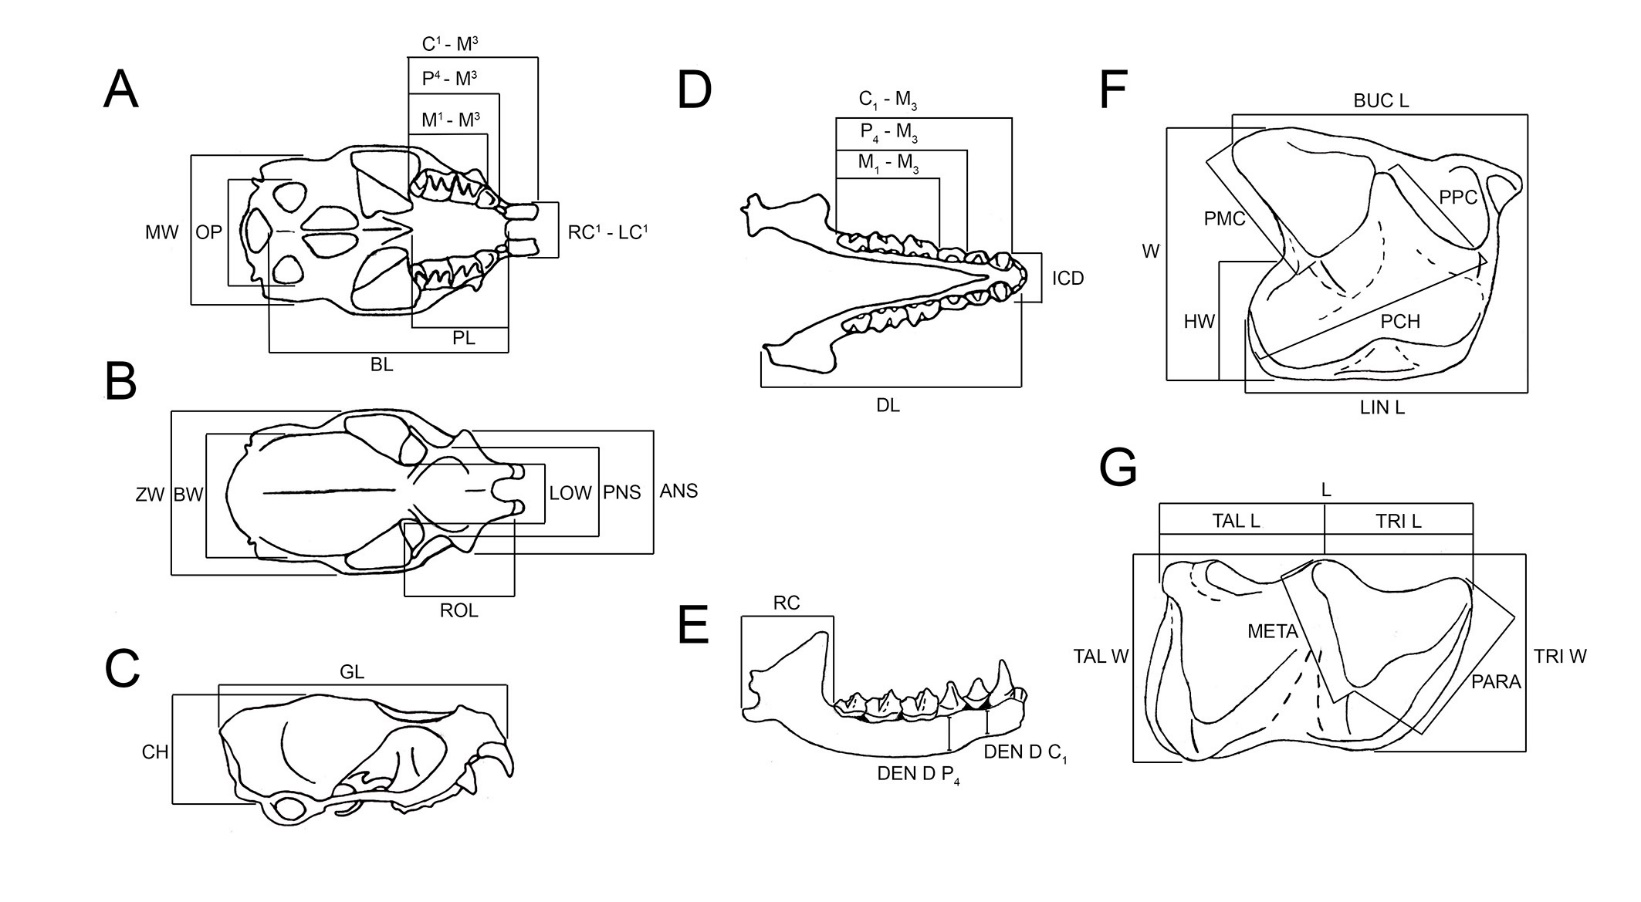 A
C¹ - M³
P⁴ - M³
M¹ - M³
MW
OP
RC¹ - LC¹
PL
BL
B
ZW
BW
LOW
PNS
ANS
ROL
C
GL
CH
D
C₁ - M₃
P₄ - M₃
M₁ - M₃
ICD
DL
E
RC
DEN D C₁
DEN D P₄
F
BUC L
W
PMC
PPC
HW
PCH
LIN L
G
L
TAL L
TRI L
META
TAL W
TRI W
PARA